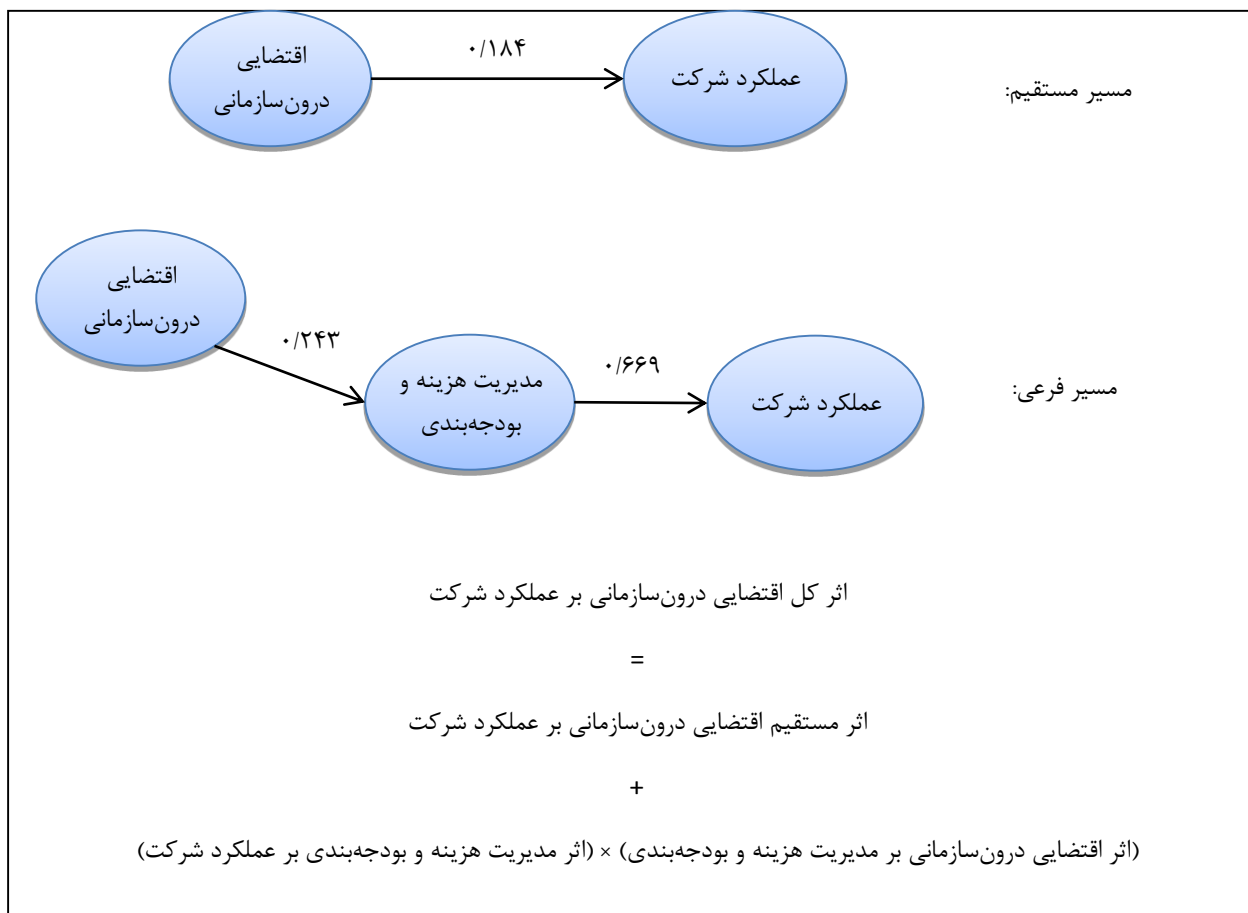 مسیر مستقیم:
عملکرد شرکت
۰/۱۸۴
اقتضایی
درون‌سازمانی
مسیر فرعی:
عملکرد شرکت
۰/۶۶۹
مدیریت هزینه و
بودجه‌بندی
۰/۲۴۳
اقتضایی
درون‌سازمانی
اثر کل اقتضایی درون‌سازمانی بر عملکرد شرکت
=
اثر مستقیم اقتضایی درون‌سازمانی بر عملکرد شرکت
+
(اثر اقتضایی درون‌سازمانی بر مدیریت هزینه و بودجه‌بندی) × (اثر مدیریت هزینه و بودجه‌بندی بر عملکرد شرکت)